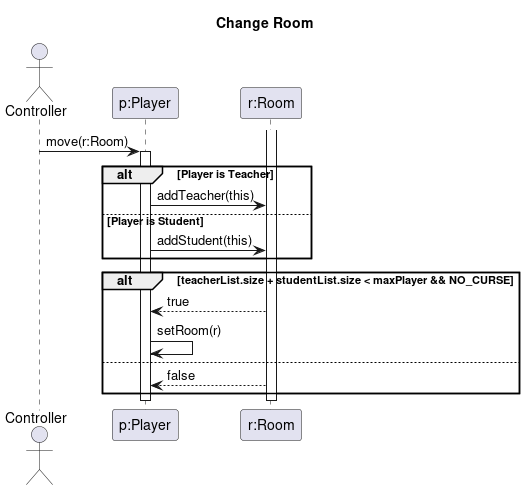 Change Room
Controller
p:Player
r:Room
move(r:Room)
alt
[Player is Teacher]
addTeacher(this)
[Player is Student]
addStudent(this)
alt
[teacherList.size + studentList.size < maxPlayer && NO_CURSE]
true
setRoom(r)
false
Controller
p:Player
r:Room